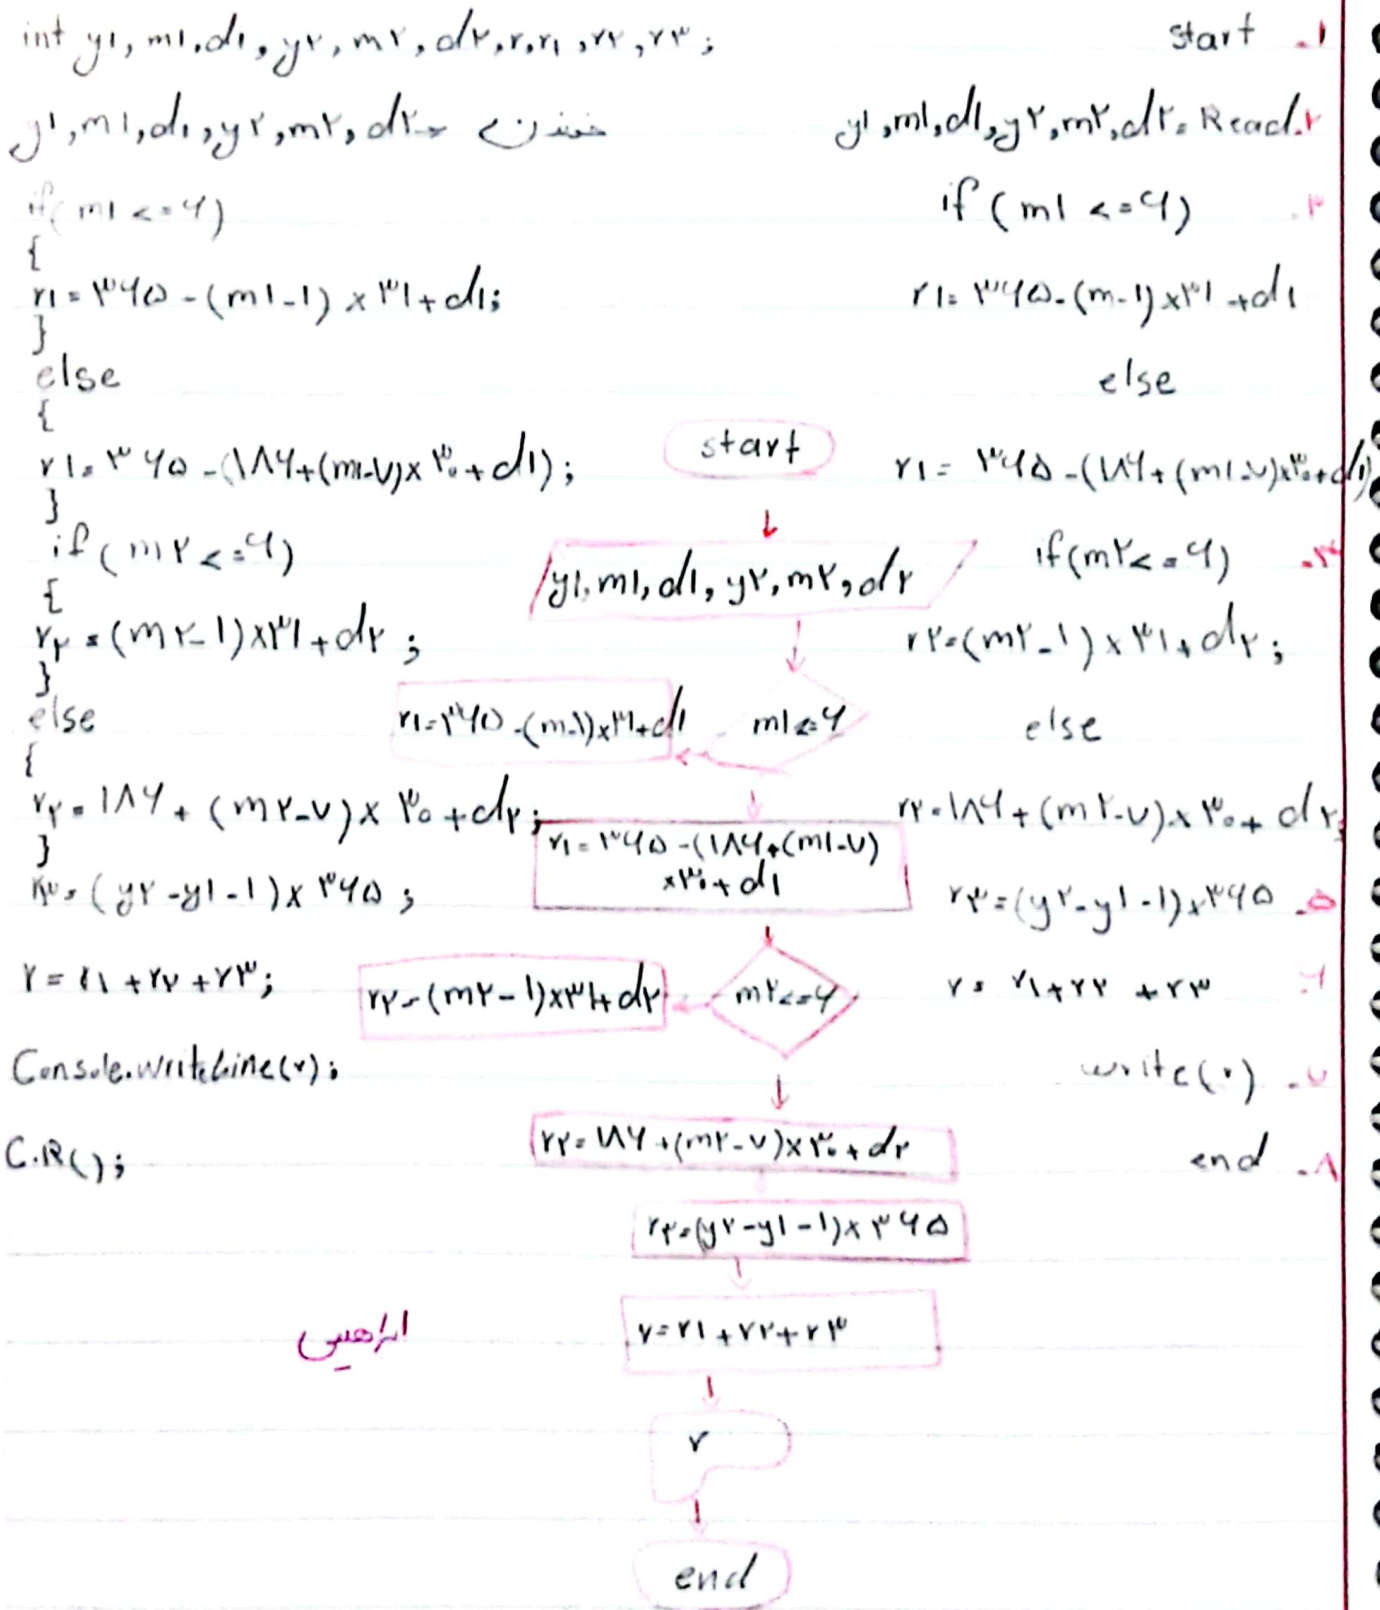 start .۱
y۱,m۱,d۱,y۲,m۲,d۲. Read.۲
if (m۱ <=۶) .۳
r۱= ۳۶۵-(m-۱)×۳۱+d۱
else
r۱= ۳۶۵-(۱۸۶+(m۱-۷)×۳۰+d۱)
if(m۲<=۶) .۴
r۲=(m۲-۱)×۳۱+d۲;
else
r۲=۱۸۶+(m۲-۷)×۳۰+d۲;
r۳=(y۲-y۱-۱)×۳۶۵ .۵
r= r۱+r۲+r۳ .۶
write(r) .۷
end .۸
int y۱, m۱, d۱, y۲, m۲, d۲, r, r۱, r۲, r۳;
y۱,m۱,d۱,y۲,m۲,d۲
if(m۱ <=۶)
{
r۱=۳۶۵-(m۱-۱)×۳۱+d۱;
}
else
{
r۱=۳۶۵-(۱۸۶+(m۱-۷)×۳۰+d۱);
}
if(m۲<=۶)
{
r۲=(m۲-۱)×۳۱+d۲;
}
else
{
r۲=۱۸۶+(m۲-۷)×۳۰+d۲;
}
r۳=(y۲-y۱-۱)×۳۶۵;
r=r۱+r۲+r۳;
Console.WriteLine(r);
C.R();
start
y۱,m۱,d۱,y۲,m۲,d۲
m۱<=۶
r۱=۳۶۵-(m-۱)×۳۱+d۱
r۱=۳۶۵-(۱۸۶+(m۱-۷)
×۳۰+d۱
m۲<=۶
r۲=(m۲-۱)×۳۱+d۲
r۲=۱۸۶+(m۲-۷)×۳۰+d۲
r۳=(y۲-y۱-۱)×۳۶۵
r=r۱+r۲+r۳
r
end
ابراهیمی